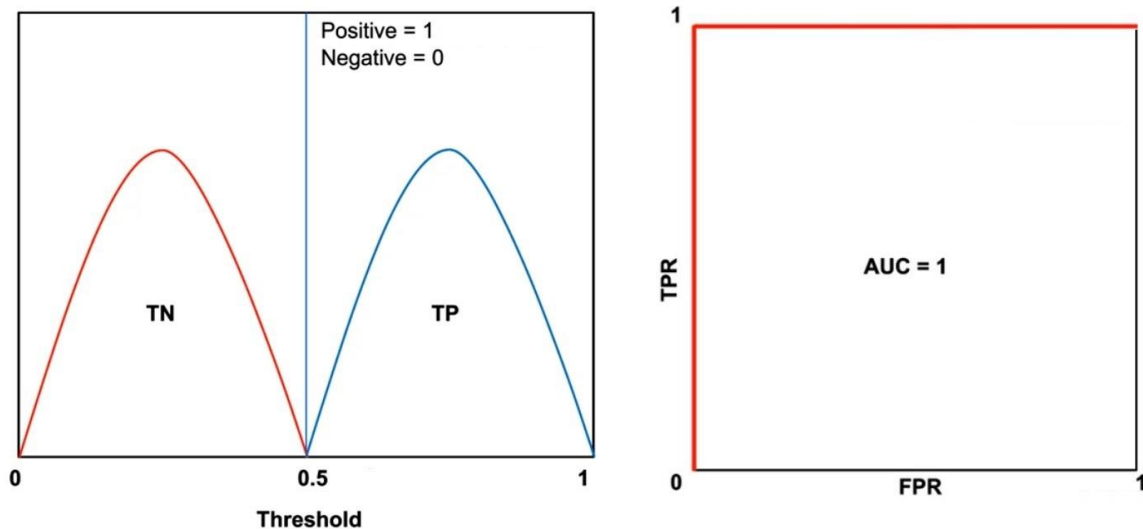 Positive = 1
Negative = 0
TN
TP
0
0.5
1
Threshold
1
TPR
AUC = 1
0
FPR
1